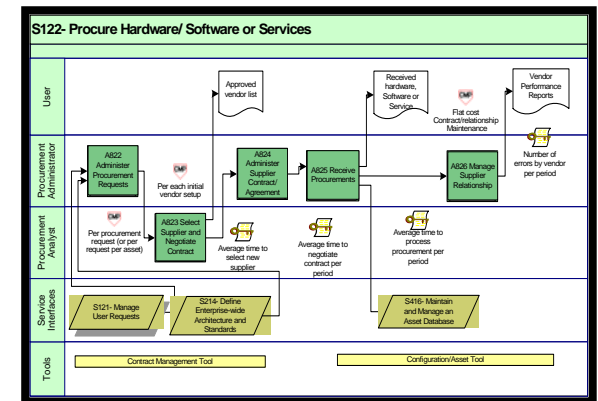 S122- Procure Hardware/ Software or Services
User
Approved
vendor list
Received
hardware,
Software or
Service
CMP
Flat cost
Contract/relationship
Maintenance
Vendor
Performance
Reports
Procurement
Administrator
A822
Administer
Procurement
Requests
CMP
Per each initial
vendor setup
A824
Administer
Supplier
Contract/
Agreement
A825 Receive
Procurements
A826 Manage
Supplier
Relationship
Number of
errors by vendor
per period
Procurement
Analyst
CMP
Per procurement
request (or per
request per asset)
A823 Select
Supplier and
Negotiate
Contract
Average time to
select new
supplier
Average time to
negotiate
contract per
period
Average time to
process
procurement per
period
Service
Interfaces
S121- Manage
User Requests
S214- Define
Enterprise-wide
Architecture and
Standards
S416- Maintain
and Manage an
Asset Database
Tools
Contract Management Tool
Configuration/Asset Tool